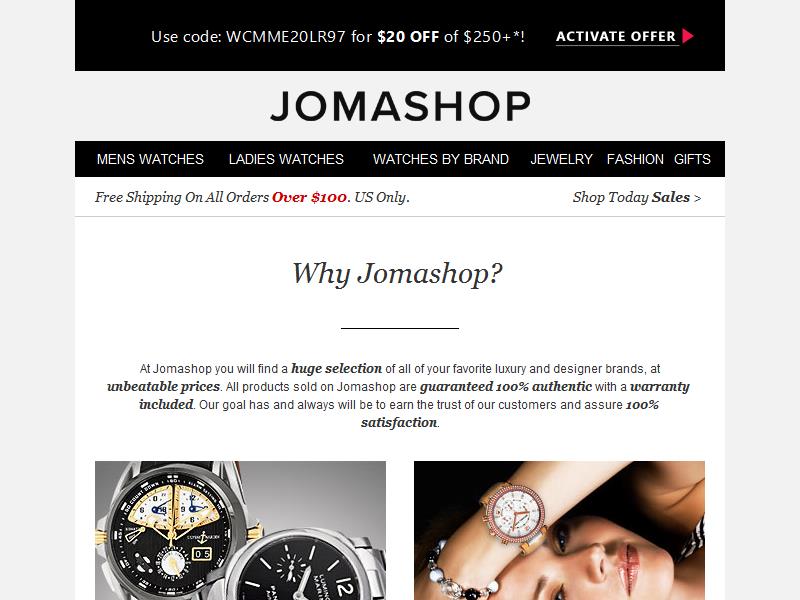 Use code: WCMME20LR97 for $20 OFF of $250+*! ACTIVATE OFFER
JOMASHOP
MENS WATCHES LADIES WATCHES WATCHES BY BRAND JEWELRY FASHION GIFTS
Free Shipping On All Orders Over $100. US Only. Shop Today Sales >
Why Jomashop?
At Jomashop you will find a huge selection of all of your favorite luxury and designer brands, at
unbeatable prices. All products sold on Jomashop are guaranteed 100% authentic with a warranty
included. Our goal has and always will be to earn the trust of our customers and assure 100%
satisfaction.
05
LUMINOR
12